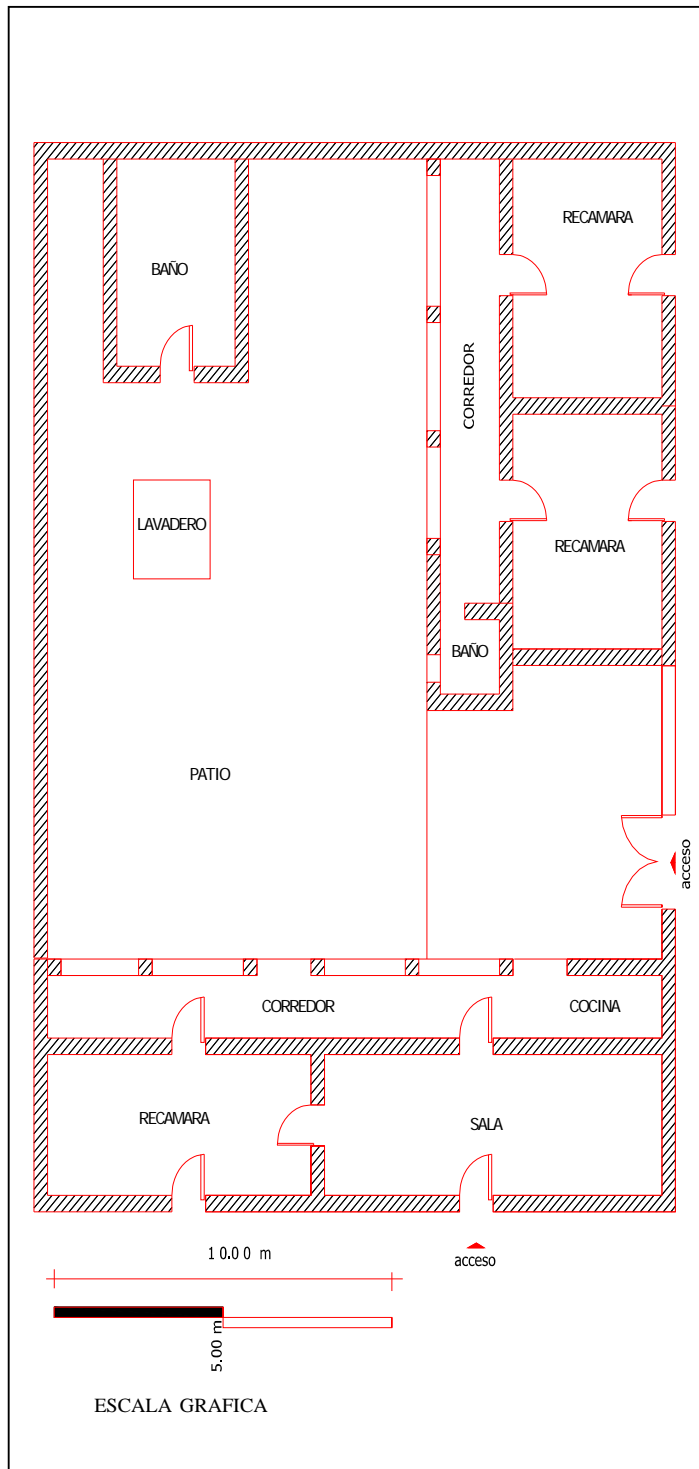 RECAMARA
BAÑO
CORREDOR
LAVADERO
RECAMARA
BAÑO
PATIO
acceso
CORREDOR
COCINA
RECAMARA
SALA
acceso
10.00 m
5.00 m
ESCALA GRAFICA